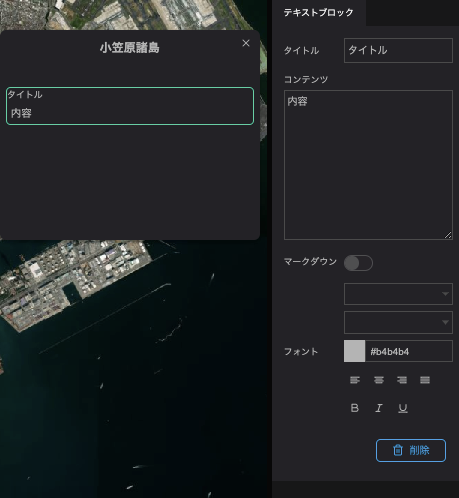 小笠原諸島
タイトル
内容
テキストブロック
タイトル
タイトル
コンテンツ
内容
マークダウン
フォント
#b4b4b4
B I U
削除